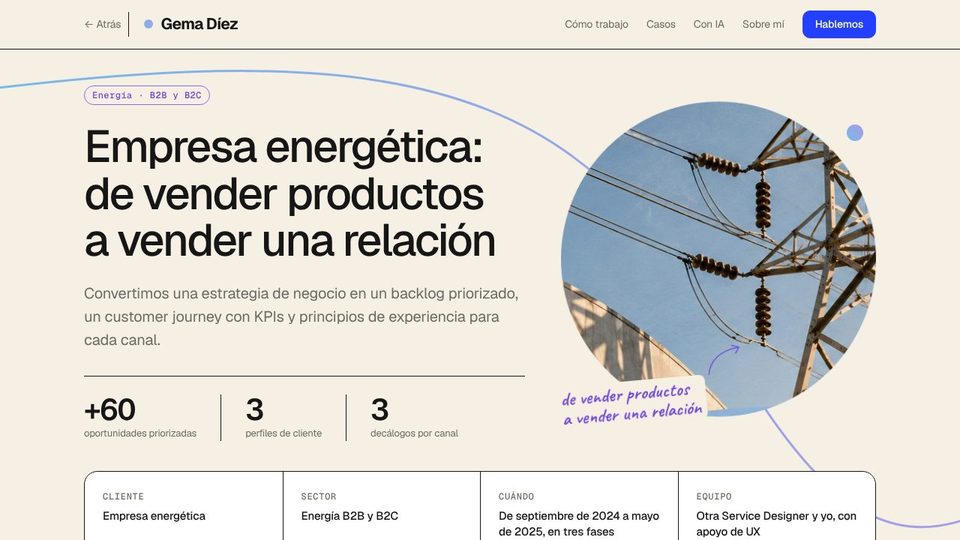 ← Atrás
Gema Díez
Cómo trabajo
Casos
Con IA
Sobre mí
Hablemos
Energía · B2B y B2C
Empresa energética:
de vender productos
a vender una relación
Convertimos una estrategia de negocio en un backlog priorizado,
un customer journey con KPIs y principios de experiencia para
cada canal.
+60
oportunidades priorizadas
3
perfiles de cliente
3
decálogos por canal
de vender productos
a vender una relación
CLIENTE
Empresa energética
SECTOR
Energía B2B y B2C
CUÁNDO
De septiembre de 2024 a mayo
de 2025, en tres fases
EQUIPO
Otra Service Designer y yo, con
apoyo de UX